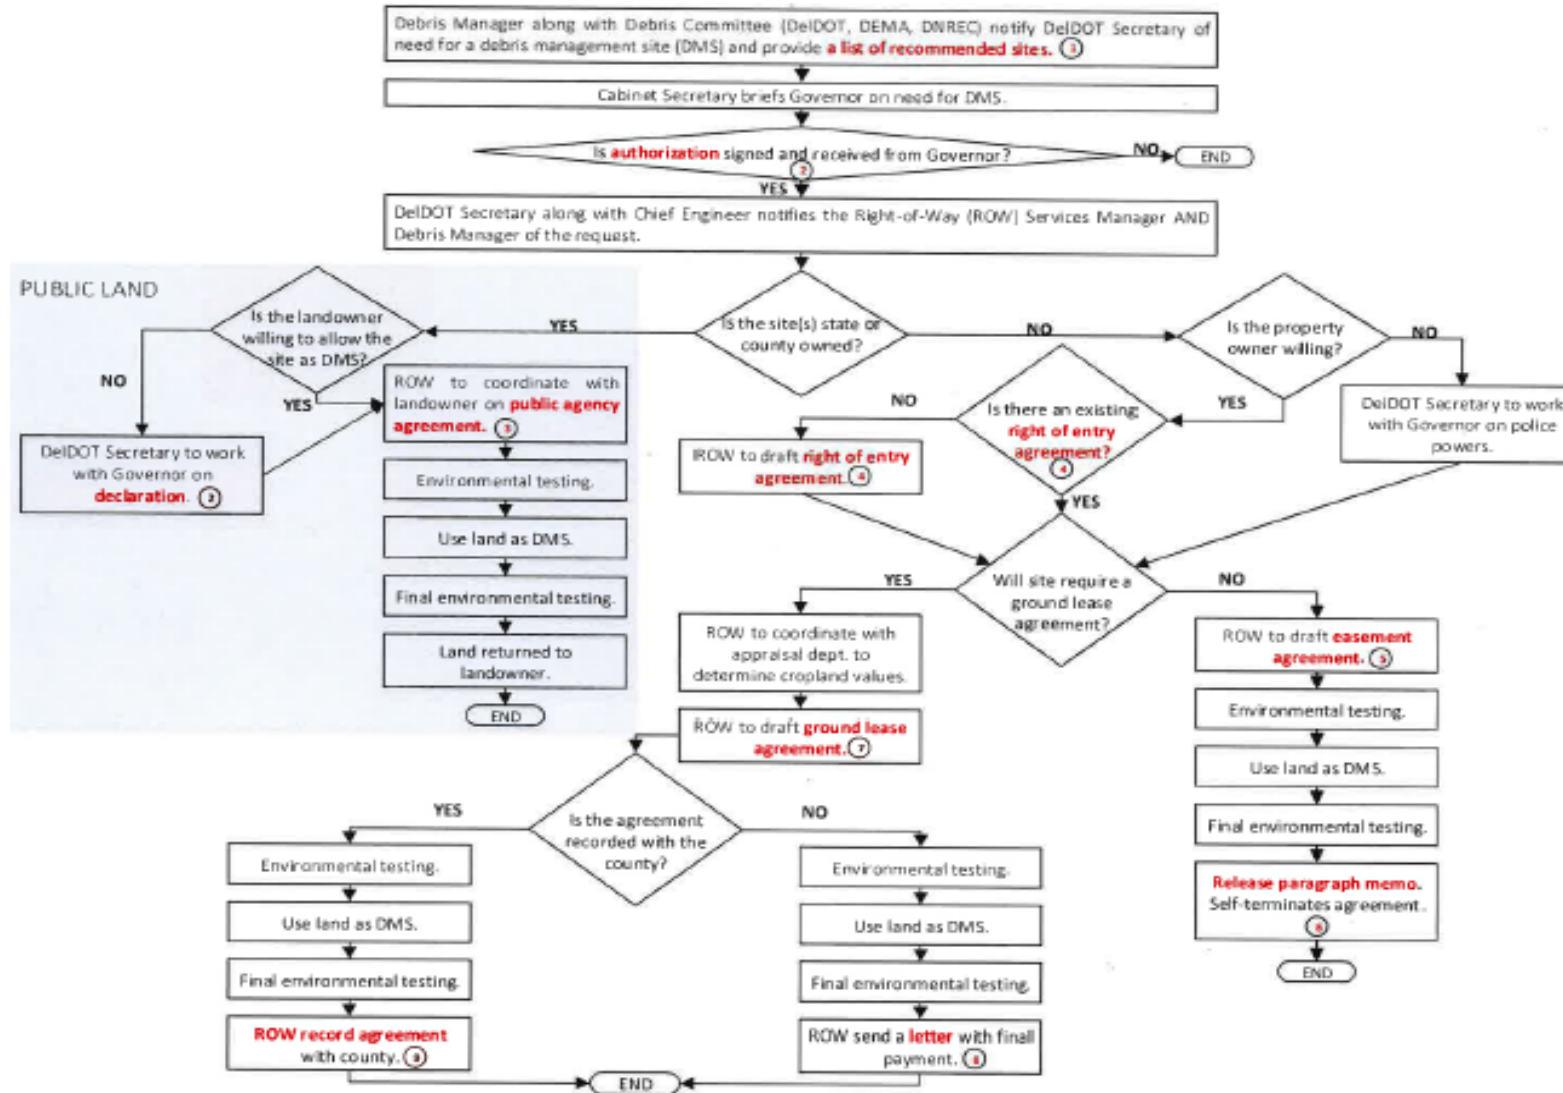 Debris Manager along with Debris Committee (DelDOT, DEMA, DNREC) notify DelDOT Secretary of
need for a debris management site (DMS) and provide a list of recommended sites. 1
Cabinet Secretary briefs Governor on need for DMS.
Is authorization signed and received from Governor?
2
NO
END
YES
DelDOT Secretary along with Chief Engineer notifies the Right-of-Way (ROW) Services Manager AND
Debris Manager of the request.
PUBLIC LAND
Is the landowner
willing to allow the
site as DMS?
YES
Is the site(s) state or
county owned?
NO
Is the property
owner willing?
NO
NO
YES
ROW to coordinate with
landowner on public agency
agreement. 3
DelDOT Secretary to work
with Governor on
declaration. 2
Environmental testing.
Use land as DMS.
Final environmental testing.
Land returned to
landowner.
END
NO
Is there an existing
right of entry
agreement?
4
YES
DelDOT Secretary to work
with Governor on police
powers.
ROW to draft right of entry
agreement. 4
YES
YES
Will site require a
ground lease
agreement?
NO
ROW to coordinate with
appraisal dept. to
determine cropland values.
ROW to draft ground lease
agreement. 7
ROW to draft easement
agreement. 5
Environmental testing.
Use land as DMS.
Final environmental testing.
Release paragraph memo.
Self-terminates agreement.
END
YES
Is the agreement
recorded with the
county?
NO
Environmental testing.
Use land as DMS.
Final environmental testing.
ROW record agreement
with county.
Environmental testing.
Use land as DMS.
Final environmental testing.
ROW send a letter with final
payment.
END